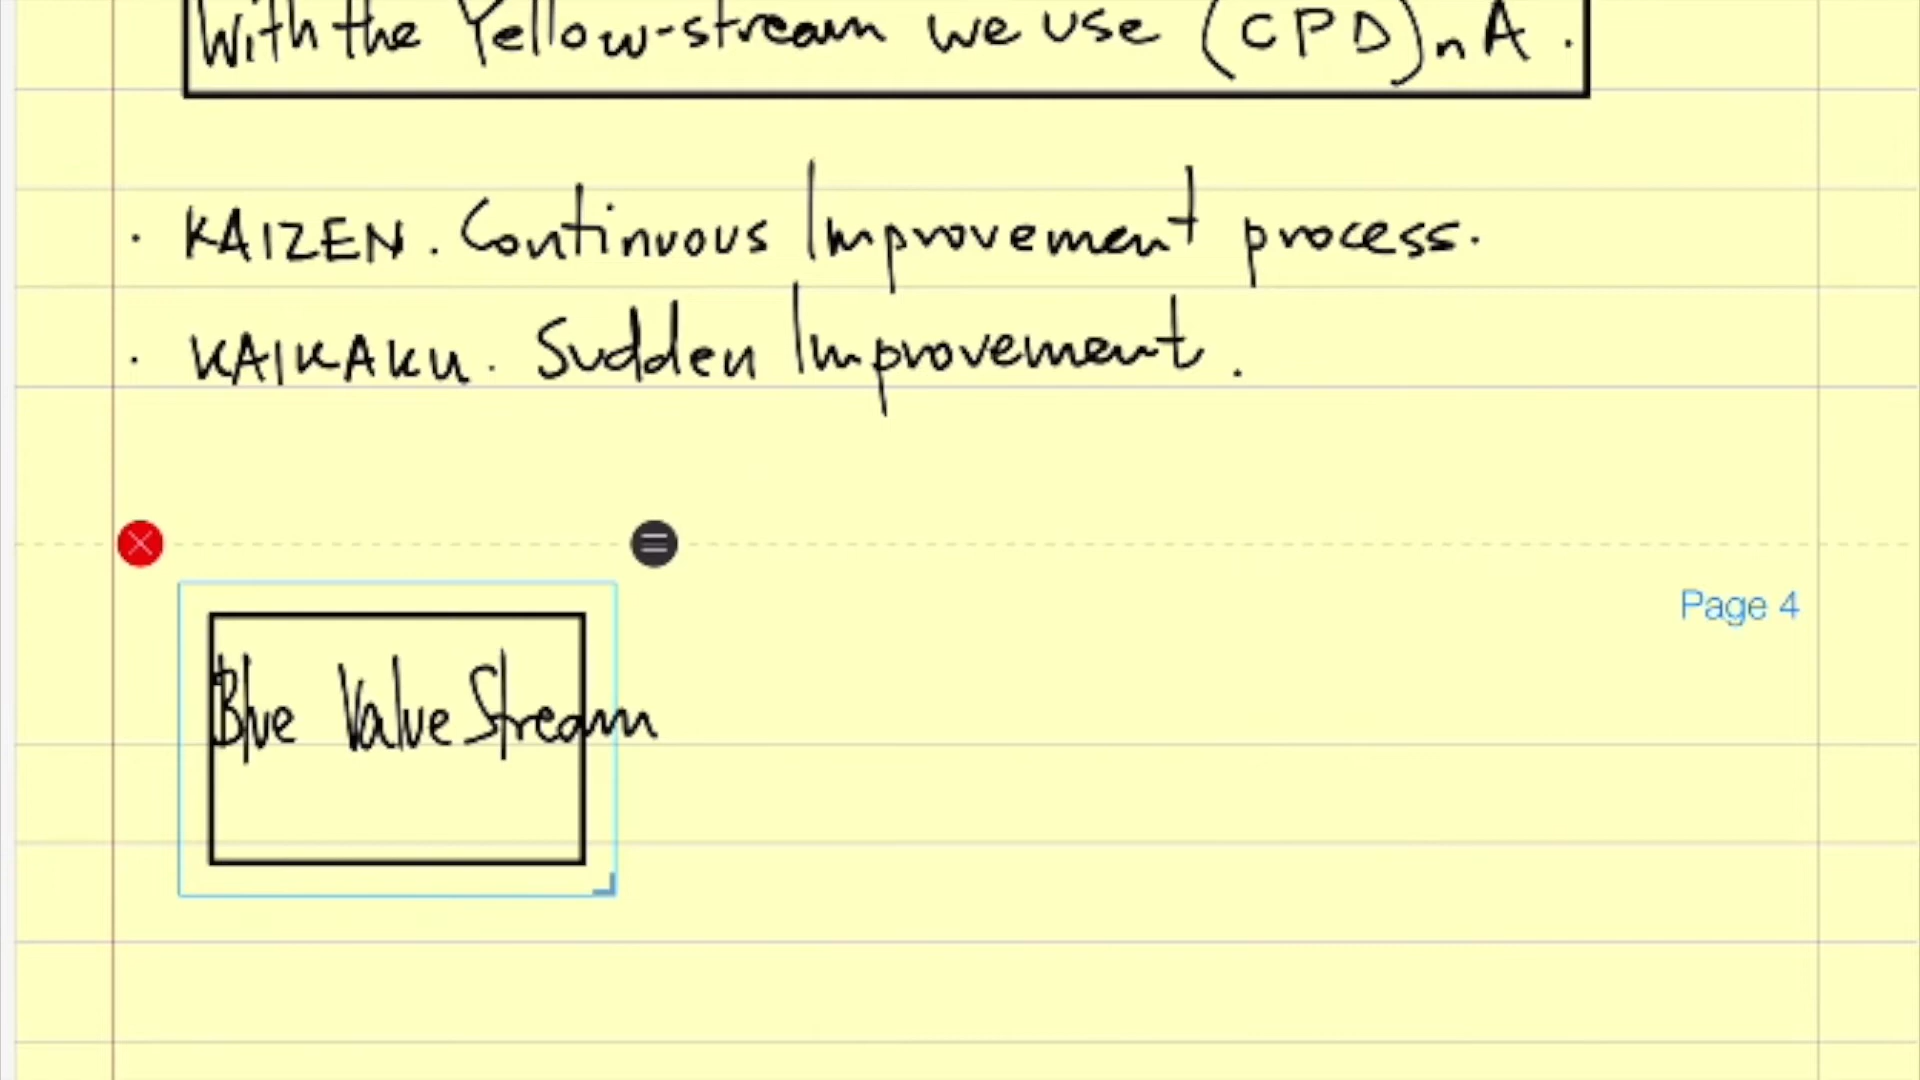 With the Yellow-stream we use (CPD)nA.
· KAIZEN. Continuous Improvement process.
· KAIKAKU. Sudden Improvement.
Page 4
Blue Value Stream